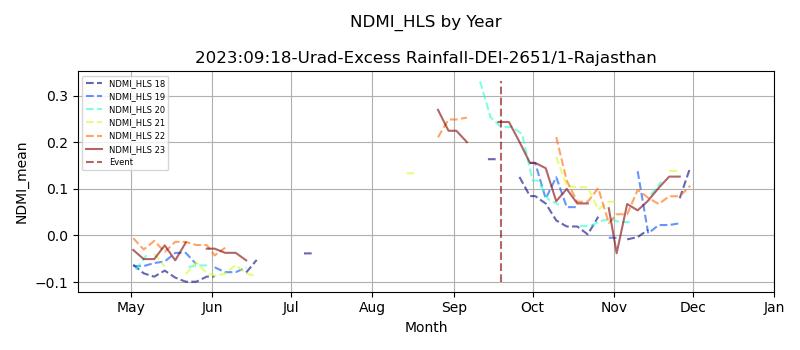 NDMI_HLS by Year
2023:09:18-Urad-Excess Rainfall-DEI-2651/1-Rajasthan
NDMI_HLS 18
NDMI_HLS 19
NDMI_HLS 20
NDMI_HLS 21
NDMI_HLS 22
NDMI_HLS 23
Event
NDMI_mean
0.3
0.2
0.1
0.0
−0.1
May Jun Jul Aug Sep Oct Nov Dec Jan
Month